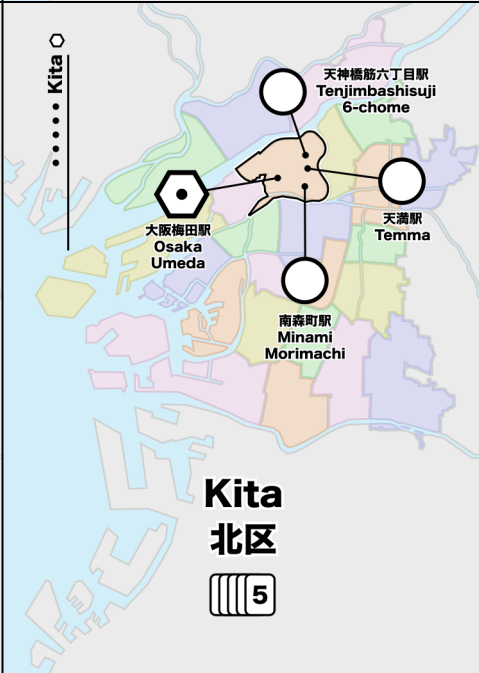 Kita
天神橋筋六丁目駅
Tenjimbashisuji
6-chome
大阪梅田駅
Osaka
Umeda
天満駅
Temma
南森町駅
Minami
Morimachi
Kita
北区
5